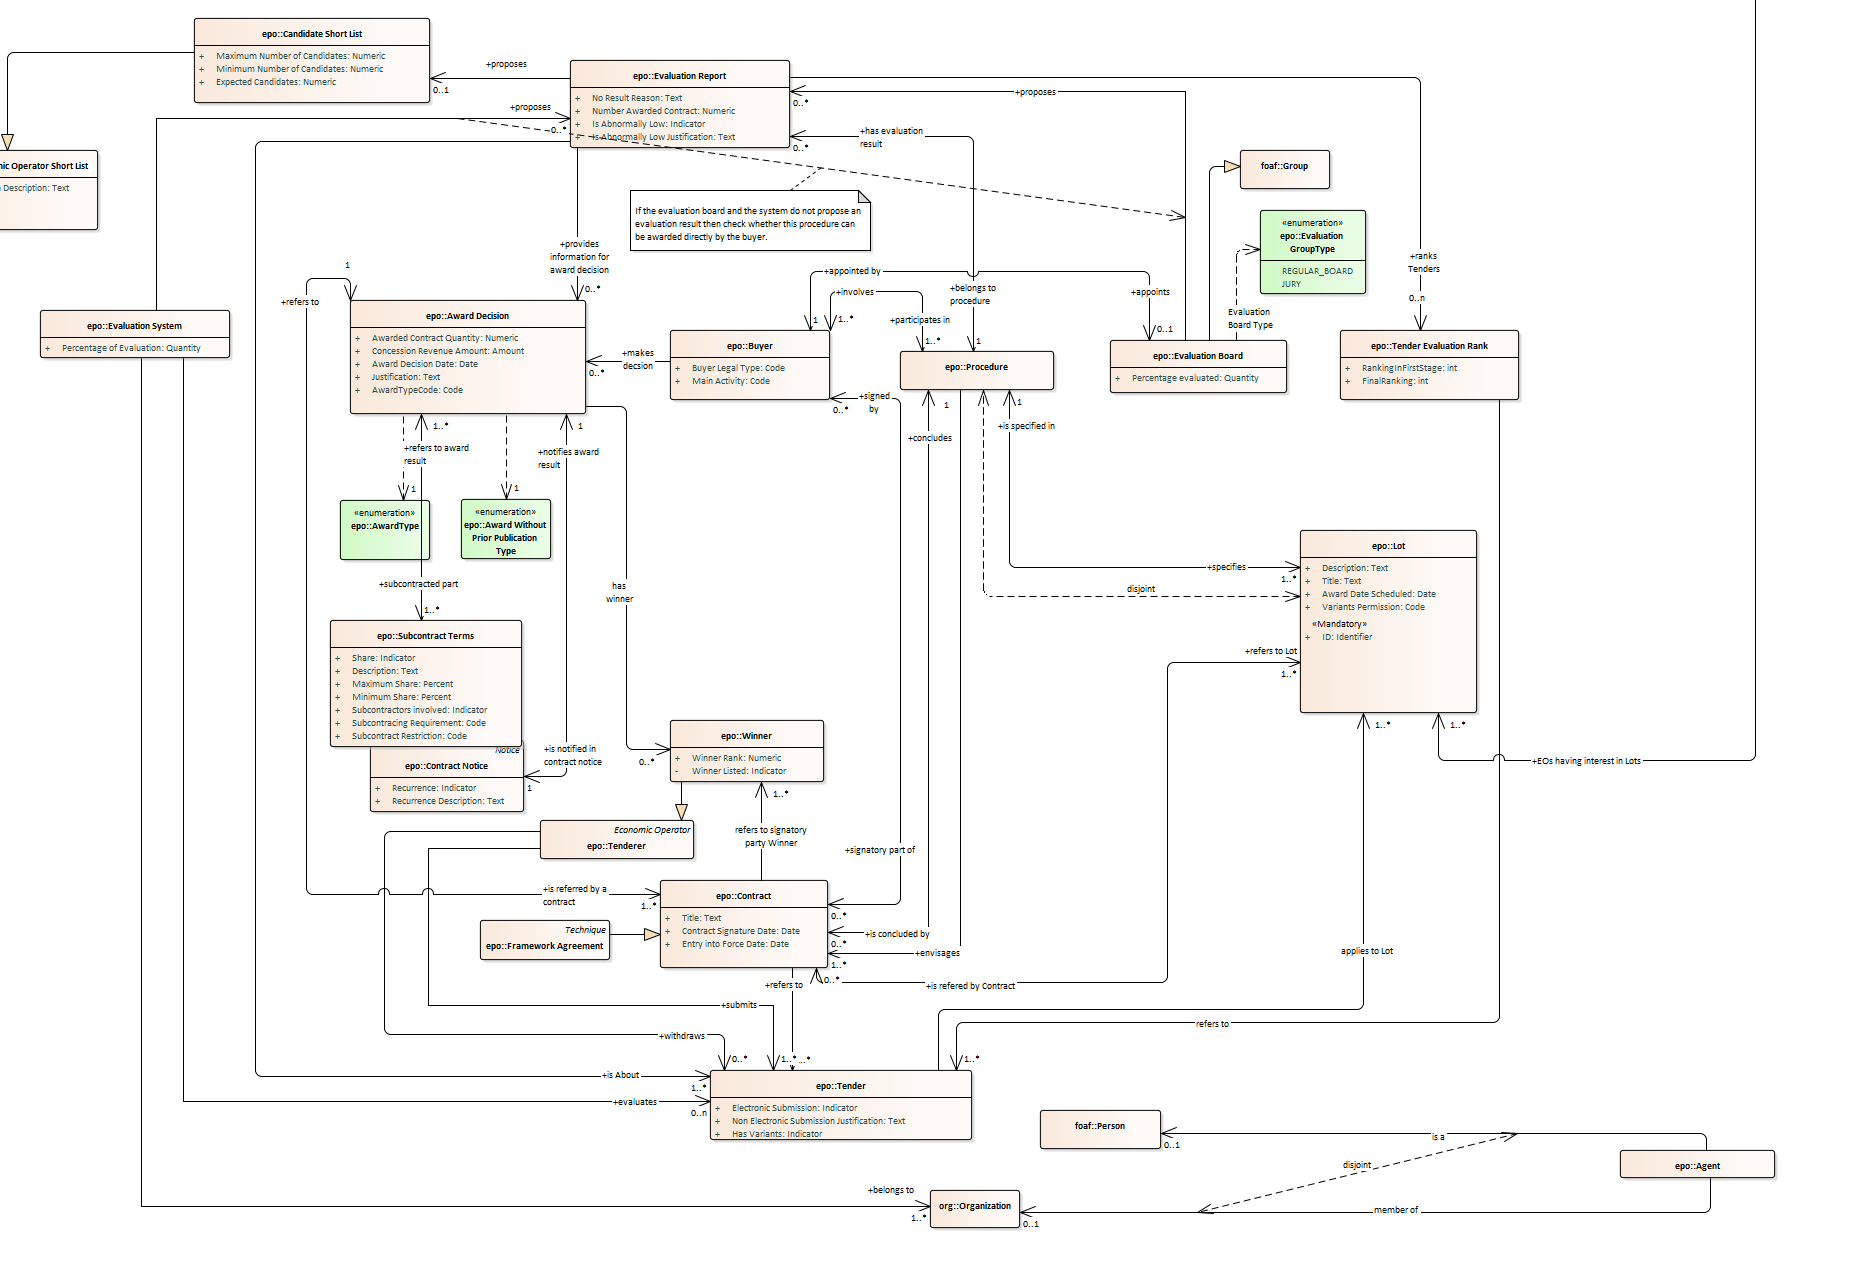 epo::Candidate Short List
+ Maximum Number of Candidates: Numeric
+ Minimum Number of Candidates: Numeric
+ Expected Candidates: Numeric
+proposes
0..1
epo::Evaluation Report
+ No Result Reason: Text
+ Number Awarded Contract: Numeric
+ Is Abnormally Low: Indicator
+ Is Abnormally Low Justification: Text
+proposes
0..*
+proposes
0..*
+has evaluation
result
0..*
Operator Short List
Description: Text
If the evaluation board and the system do not propose an
evaluation result then check whether this procedure can
be awarded directly by the buyer.
foaf::Group
«enumeration»
epo::Evaluation
GroupType
REGULAR_BOARD
JURY
Evaluation
Board Type
+ranks
Tenders
0..n
+provides
information for
award decision
0..*
1
+refers to
+appointed by
1
+appoints
0..1
+involves
1..*
+participates in
1..*
+belongs to
procedure
1
epo::Evaluation System
+ Percentage of Evaluation: Quantity
epo::Award Decision
+ Awarded Contract Quantity: Numeric
+ Concession Revenue Amount: Amount
+ Award Decision Date: Date
+ Justification: Text
+ AwardTypeCode: Code
+makes
decsion
0..*
epo::Buyer
+ Buyer Legal Type: Code
+ Main Activity: Code
epo::Procedure
epo::Evaluation Board
+ Percentage evaluated: Quantity
epo::Tender Evaluation Rank
+ RankingInFirstStage: int
+ FinalRanking: int
+signed
by
0..*
1
+concludes
1
+is specified in
1..*
+refers to award
result
1
+notifies award
result
1
1
«enumeration»
epo::AwardType
«enumeration»
epo::Award Without
Prior Publication
Type
+subcontracted part
1..*
has
winner
+specifies
1..*
disjoint
epo::Lot
+ Description: Text
+ Title: Text
+ Award Date Scheduled: Date
+ Variants Permission: Code
«Mandatory»
+ ID: Identifier
+refers to Lot
1..*
epo::Subcontract Terms
+ Share: Indicator
+ Description: Text
+ Maximum Share: Percent
+ Minimum Share: Percent
+ Subcontractors involved: Indicator
+ Subcontracing Requirement: Code
+ Subcontract Restriction: Code
Notice
epo::Contract Notice
+ Recurrence: Indicator
+ Recurrence Description: Text
+is notified in
contract notice
1
0..*
epo::Winner
+ Winner Rank: Numeric
- Winner Listed: Indicator
1..*
1..*
1..*
+EOs having interest in Lots
Economic Operator
epo::Tenderer
refers to signatory
party Winner
+signatory part of
+is referred by a
contract
1..*
Technique
epo::Framework Agreement
epo::Contract
+ Title: Text
+ Contract Signature Date: Date
+ Entry into Force Date: Date
0..*
+is concluded by
0..*
+envisages
1..*
0..*
+is refered by Contract
applies to Lot
+refers to
+submits
1..*
..*
+withdraws
0..*
refers to
1..*
+is About
1..*
+evaluates
0..n
epo::Tender
+ Electronic Submission: Indicator
+ Non Electronic Submission Justification: Text
+ Has Variants: Indicator
foaf::Person
0..1
is a
disjoint
epo::Agent
+belongs to
1..*
org::Organization
0..1
member of